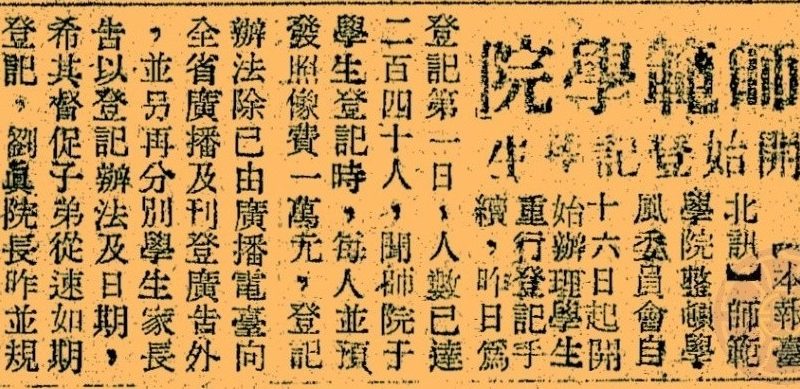 師範學院
開始登記學生
【本報臺
北訊】師範
學院整頓學
風委員會自
十六日起開
始辦理學生
重行登記手
續，昨日爲
登記第一日，人數已達
二百四十人，聞師院于
學生登記時，每人並預
發照像費一萬元，登記
辦法除已由廣播電臺向
全省廣播及刊登廣告外
，並另再分別學生家長
告以登記辦法及日期，
希其督促子弟從速如期
登記，劉眞院長昨並規